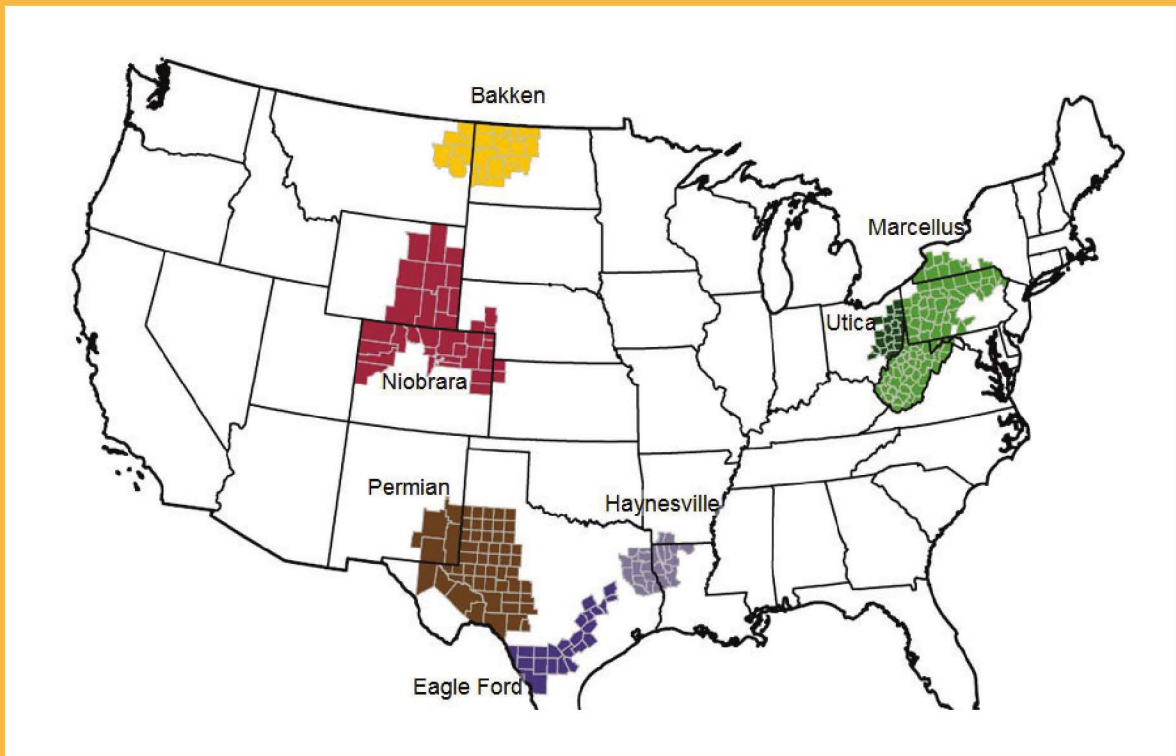 Bakken
Marcellus
Utica
Niobrara
Permian
Haynesville
Eagle Ford